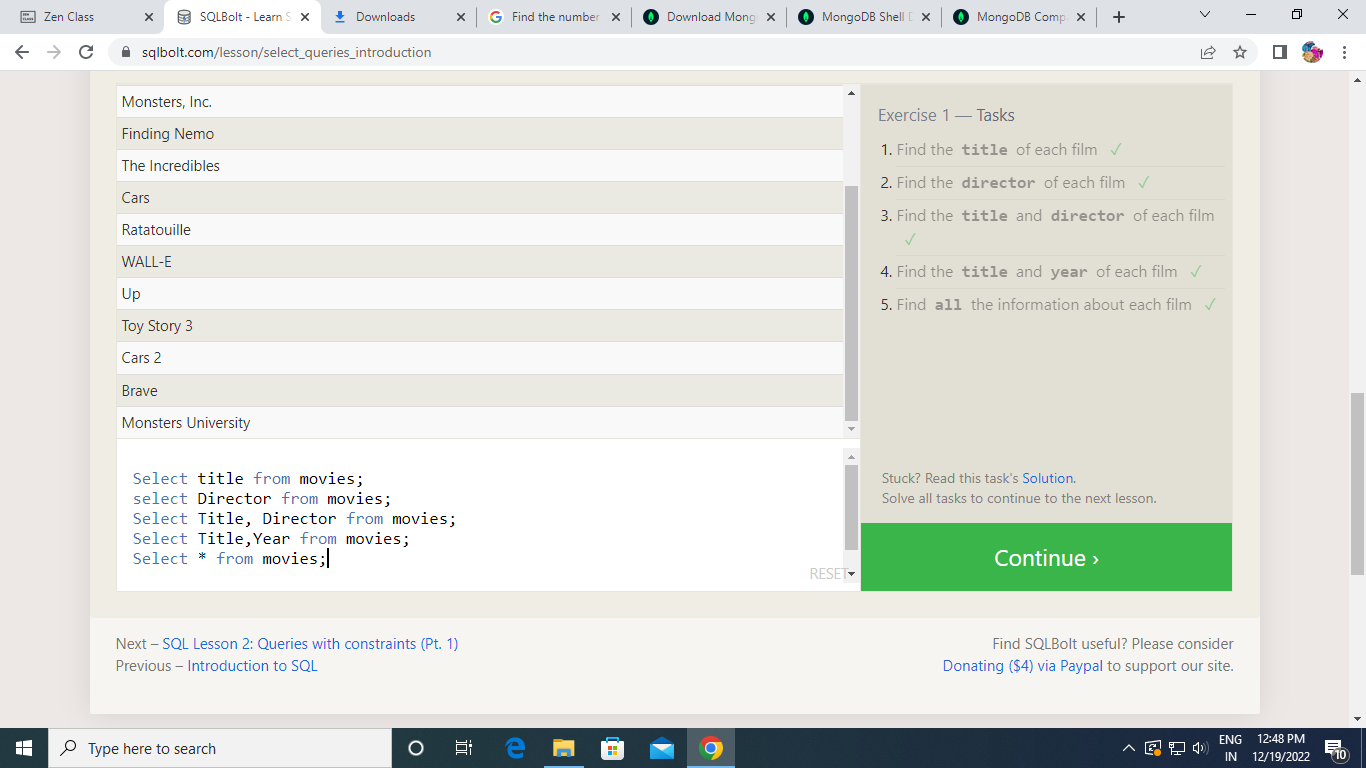 Zen Class
SQLBolt - Learn S
Downloads
Find the number
Download Mong
MongoDB Shell D
MongoDB Comp
sqlbolt.com/lesson/select_queries_introduction
Monsters, Inc.
Finding Nemo
The Incredibles
Cars
Ratatouille
WALL-E
Up
Toy Story 3
Cars 2
Brave
Monsters University
Select title from movies;
select Director from movies;
Select Title, Director from movies;
Select Title,Year from movies;
Select * from movies;
RESET
Exercise 1 — Tasks
1. Find the title of each film ✓
2. Find the director of each film ✓
3. Find the title and director of each film
✓
4. Find the title and year of each film ✓
5. Find all the information about each film ✓
Stuck? Read this task's Solution.
Solve all tasks to continue to the next lesson.
Continue ›
Next – SQL Lesson 2: Queries with constraints (Pt. 1)
Previous – Introduction to SQL
Find SQLBolt useful? Please consider
Donating ($4) via Paypal to support our site.
Type here to search
ENG
IN
12:48 PM
12/19/2022
10